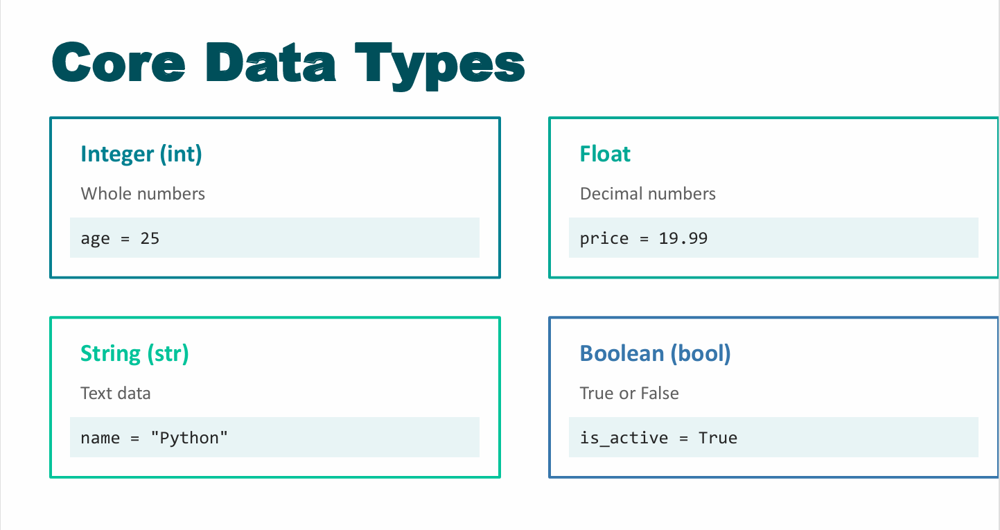 Core Data Types
Integer (int)
Whole numbers
age = 25
Float
Decimal numbers
price = 19.99
String (str)
Text data
name = "Python"
Boolean (bool)
True or False
is_active = True